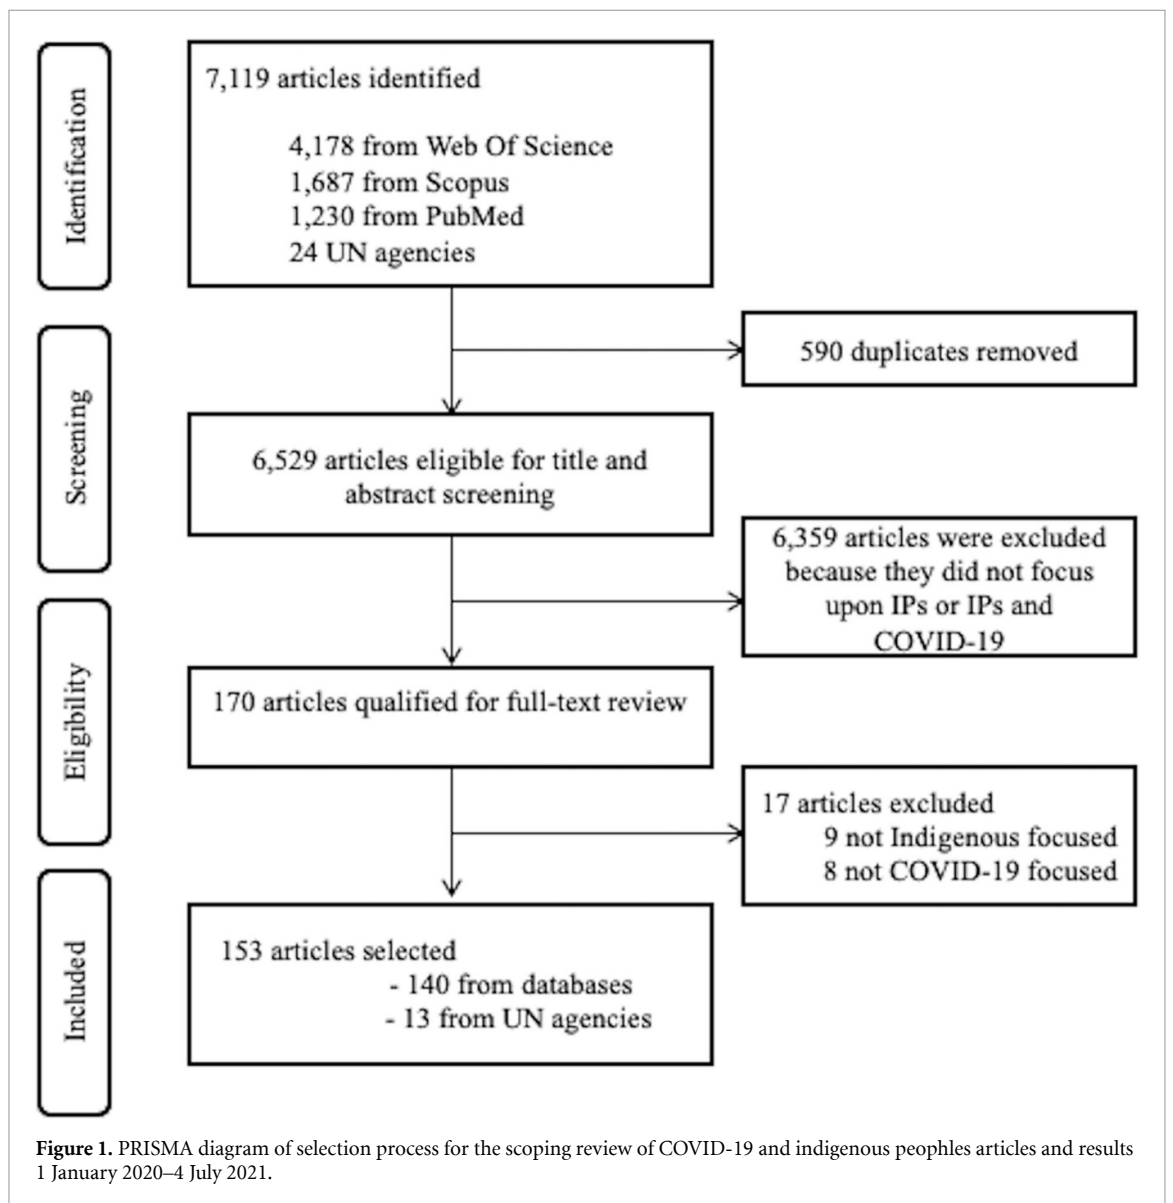 Identification
7,119 articles identified
4,178 from Web Of Science
1,687 from Scopus
1,230 from PubMed
24 UN agencies
590 duplicates removed
Screening
6,529 articles eligible for title and
abstract screening
6,359 articles were excluded
because they did not focus
upon IPs or IPs and
COVID-19
Eligibility
170 articles qualified for full-text review
17 articles excluded
9 not Indigenous focused
8 not COVID-19 focused
Included
153 articles selected
- 140 from databases
- 13 from UN agencies
Figure 1. PRISMA diagram of selection process for the scoping review of COVID-19 and indigenous peophles articles and results
1 January 2020–4 July 2021.